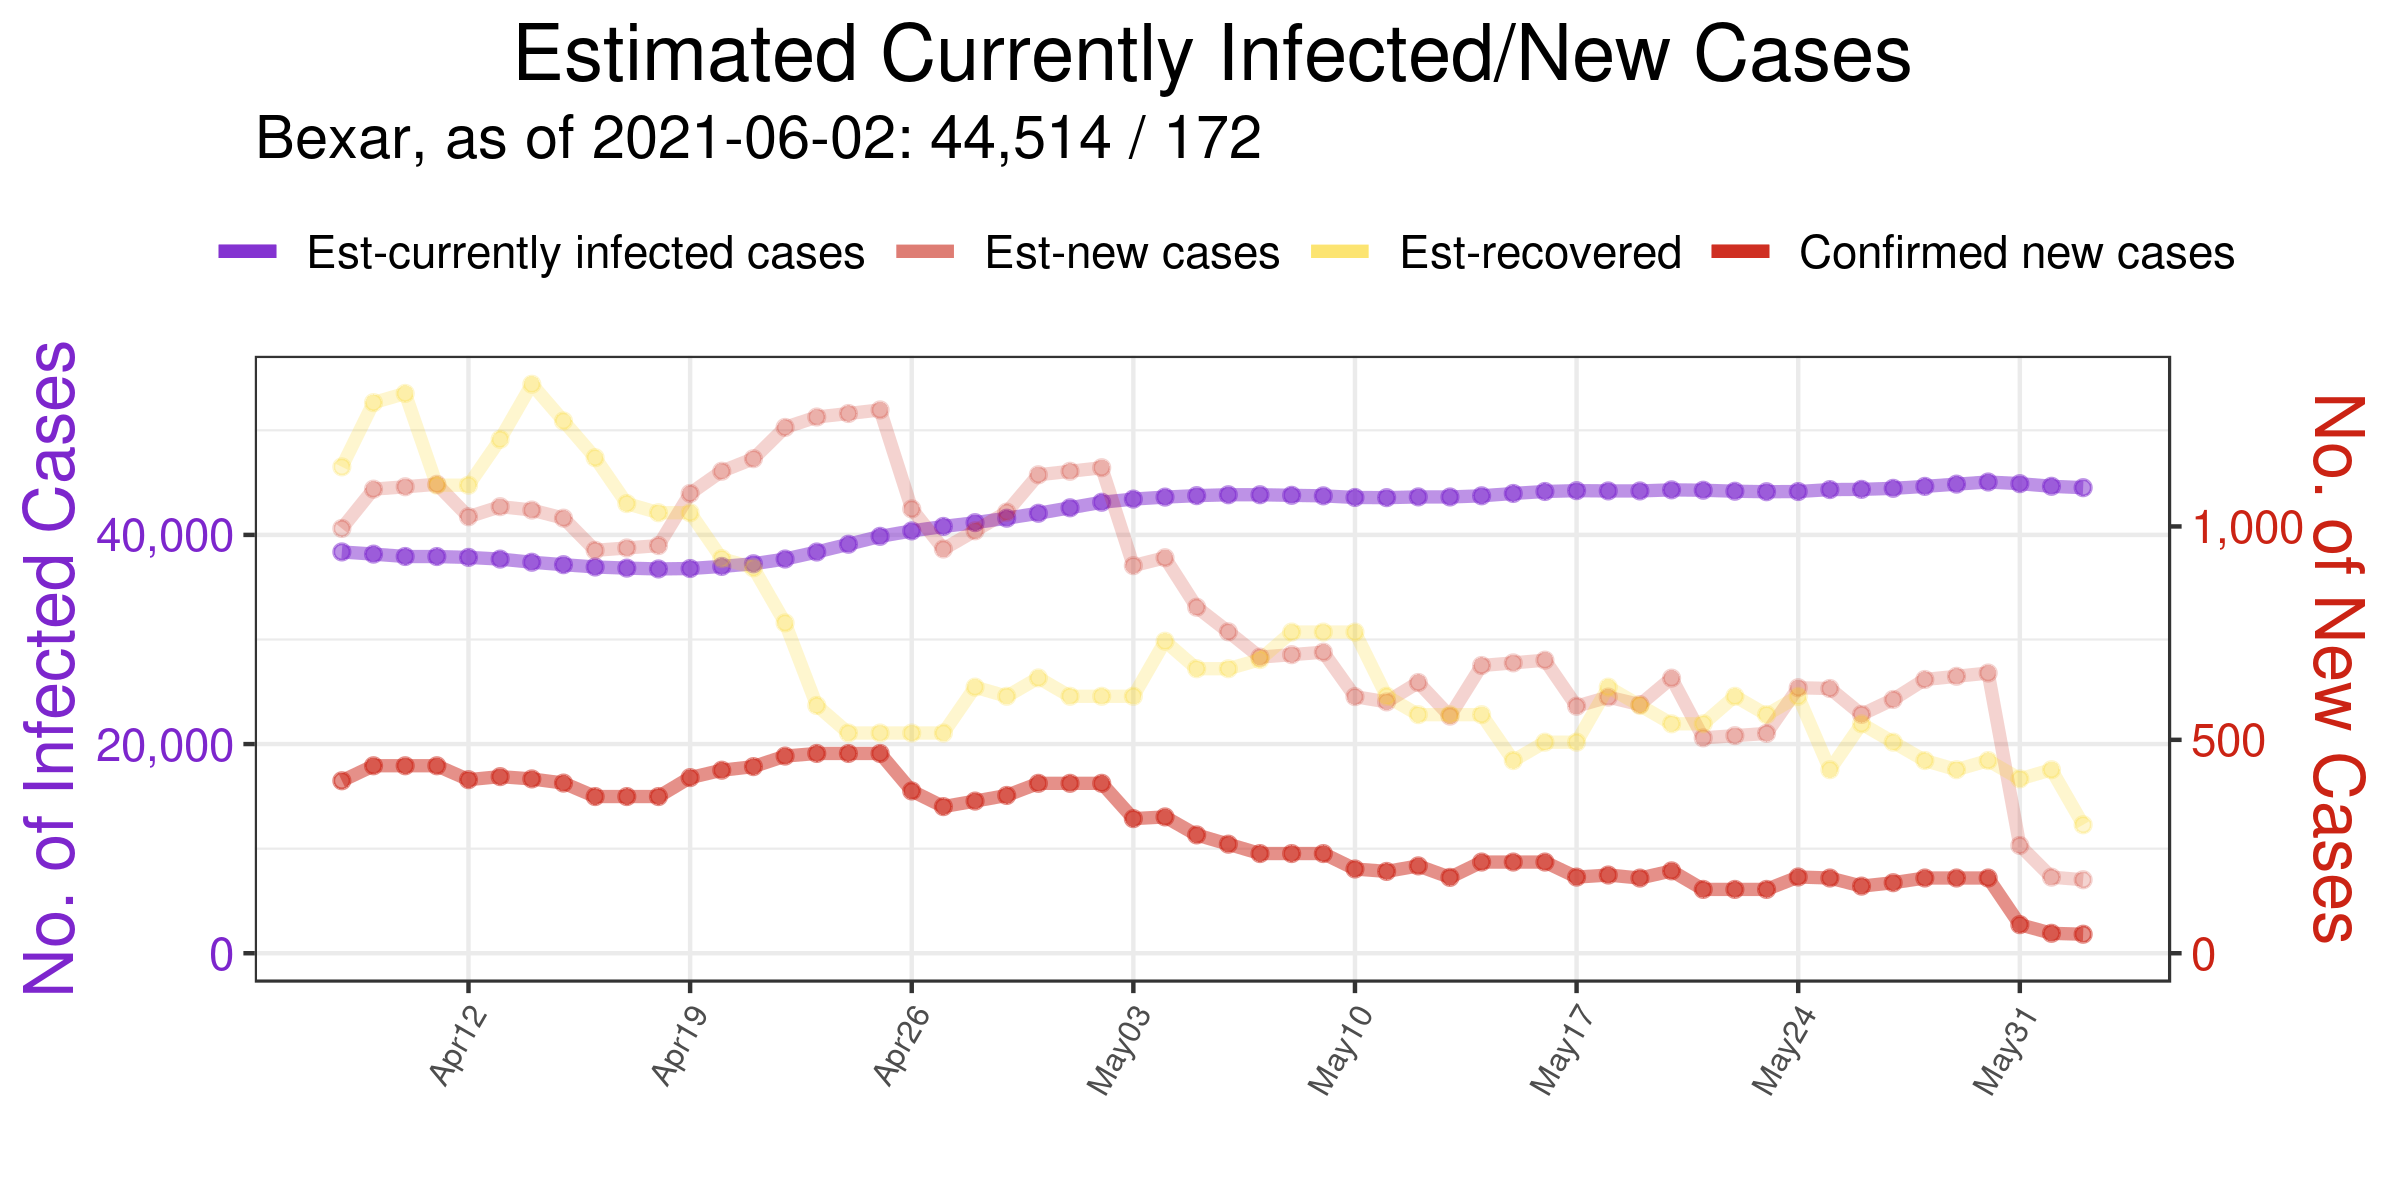 Estimated Currently Infected/New Cases
Bexar, as of 2021-06-02: 44,514 / 172
Est-currently infected cases Est-new cases Est-recovered Confirmed new cases
No. of Infected Cases
40,000
20,000
0
1,000
500
0
No. of New Cases
Apr12 Apr19 Apr26 May03 May10 May17 May24 May31